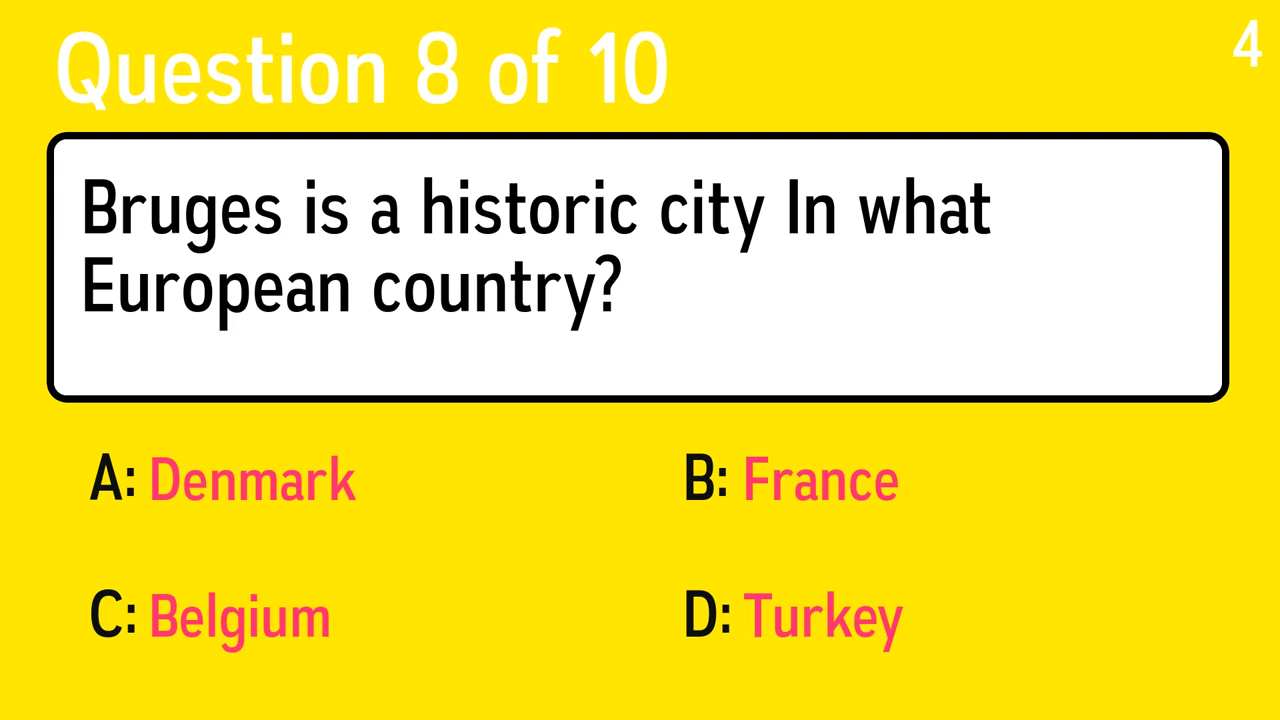 Question 8 of 10
4
Bruges is a historic city In what
European country?
A: Denmark
B: France
C: Belgium
D: Turkey